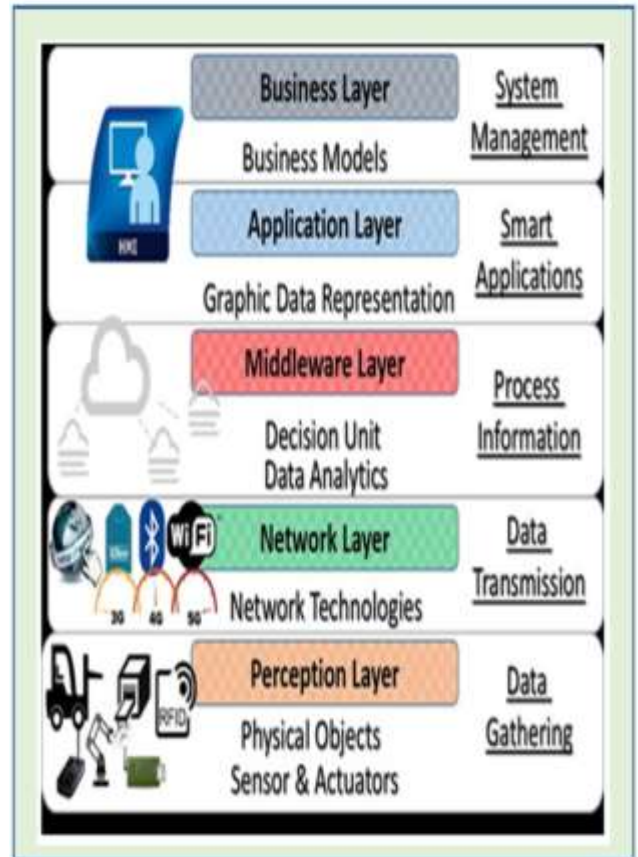 Business Layer
Business Models
System
Management
HMI
Application Layer
Graphic Data Representation
Smart
Applications
Middleware Layer
Decision Unit
Data Analytics
Process
Information
WiFi
Network Layer
3G 4G 5G
Network Technologies
Data
Transmission
RFID
Perception Layer
Physical Objects
Sensor & Actuators
Data
Gathering